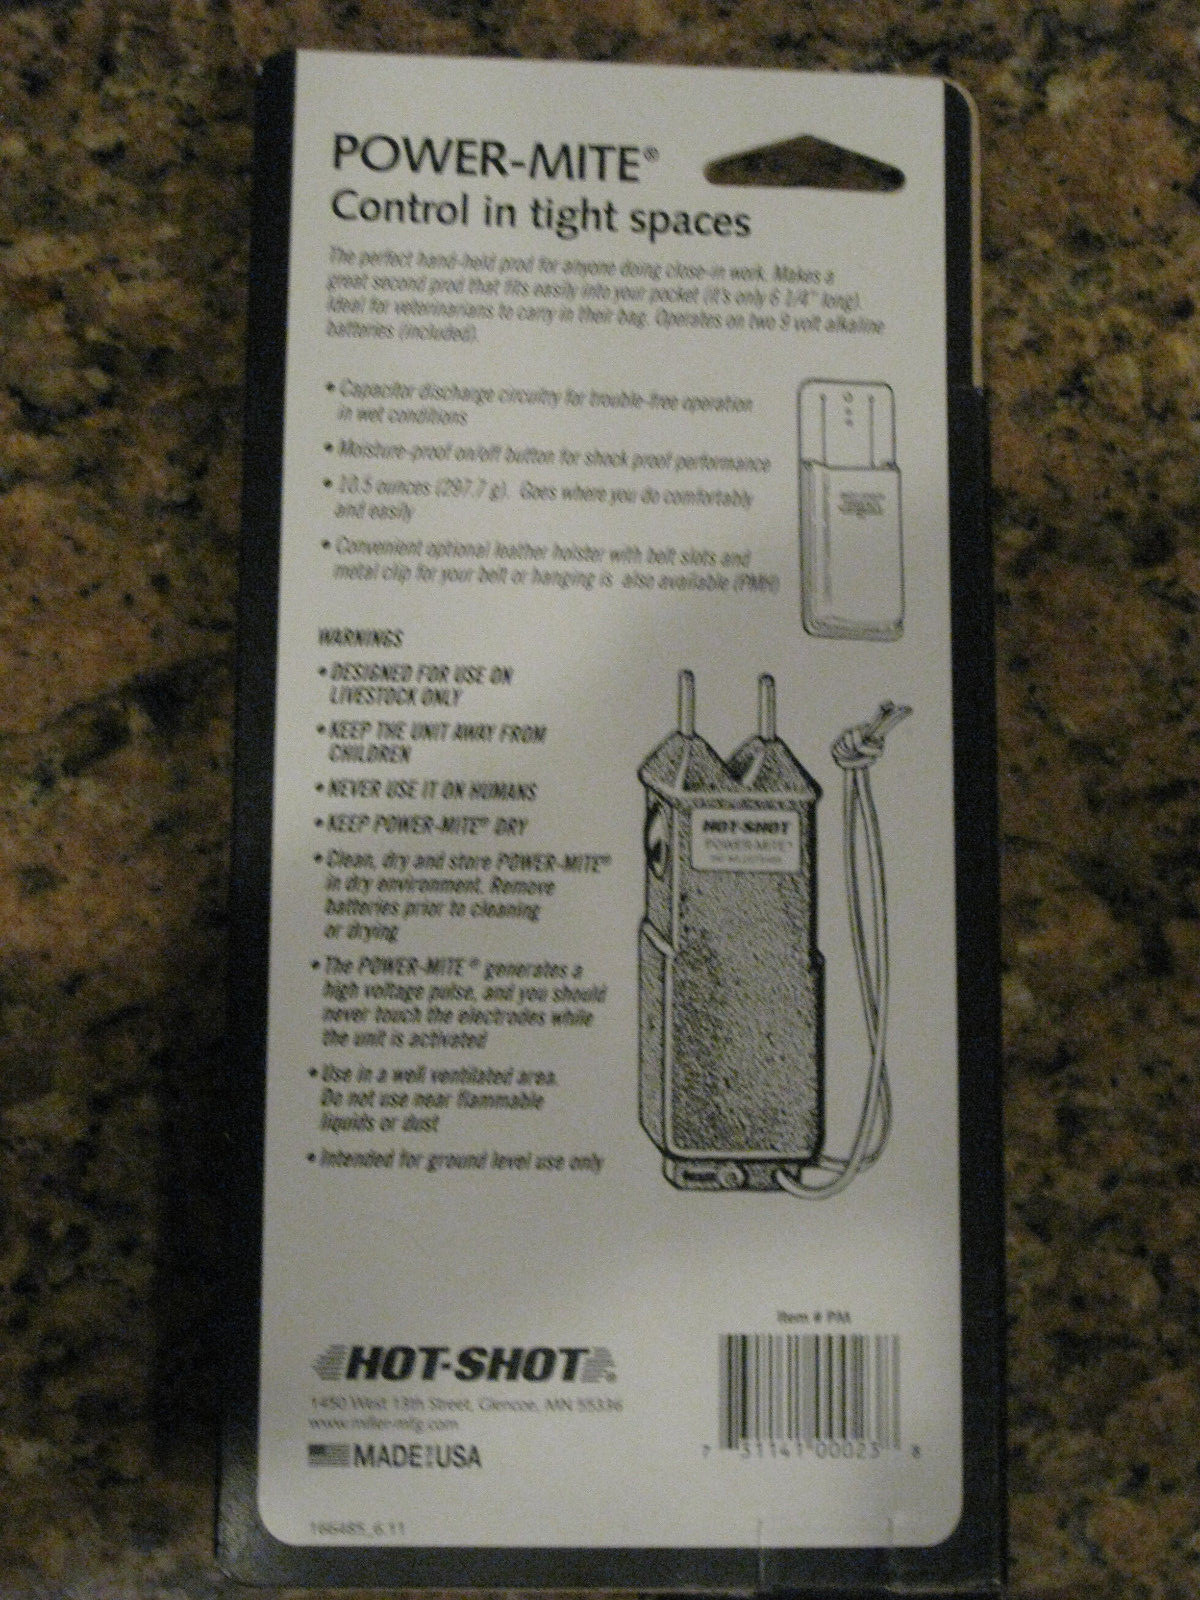 POWER-MITE®
Control in tight spaces
The perfect hand-held prod for anyone doing close-in work. Makes a
great second prod that fits easily into your pocket (it's only 6 1/4" long).
Ideal for veterinarians to carry in their bag. Operates on two 9 volt alkaline
batteries (included).
• Capacitor discharge circuitry for trouble-free operation
in wet conditions
• Moisture-proof on/off button for shock proof performance
• 10.5 ounces (297.7 g). Goes where you do comfortably
and easily
• Convenient optional leather holster with belt slots and
metal clip for your belt or hanging is also available (PMH)
WARNINGS
• DESIGNED FOR USE ON
LIVESTOCK ONLY
• KEEP THE UNIT AWAY FROM
CHILDREN
• NEVER USE IT ON HUMANS
• KEEP POWER-MITE® DRY
• Clean, dry and store POWER-MITE®
in dry environment. Remove
batteries prior to cleaning
or drying
• The POWER-MITE® generates a
high voltage pulse, and you should
never touch the electrodes while
the unit is activated
• Use in a well ventilated area.
Do not use near flammable
liquids or dust
• Intended for ground level use only
HOT-SHOT
POWER-MITE®
HOT-SHOT®
1450 West 13th Street, Glencoe, MN 55336
www.miller-mfg.com
MADE IN THE USA
166485_6.11
Item # PM
7 31141 00023 8